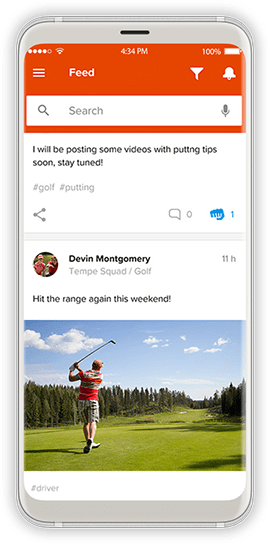 4:34 PM
100%
Feed
Search
I will be posting some videos with puttng tips
soon, stay tuned!
#golf #putting
0
1
Devin Montgomery
11 h
Tempe Squad / Golf
Hit the range again this weekend!
#driver